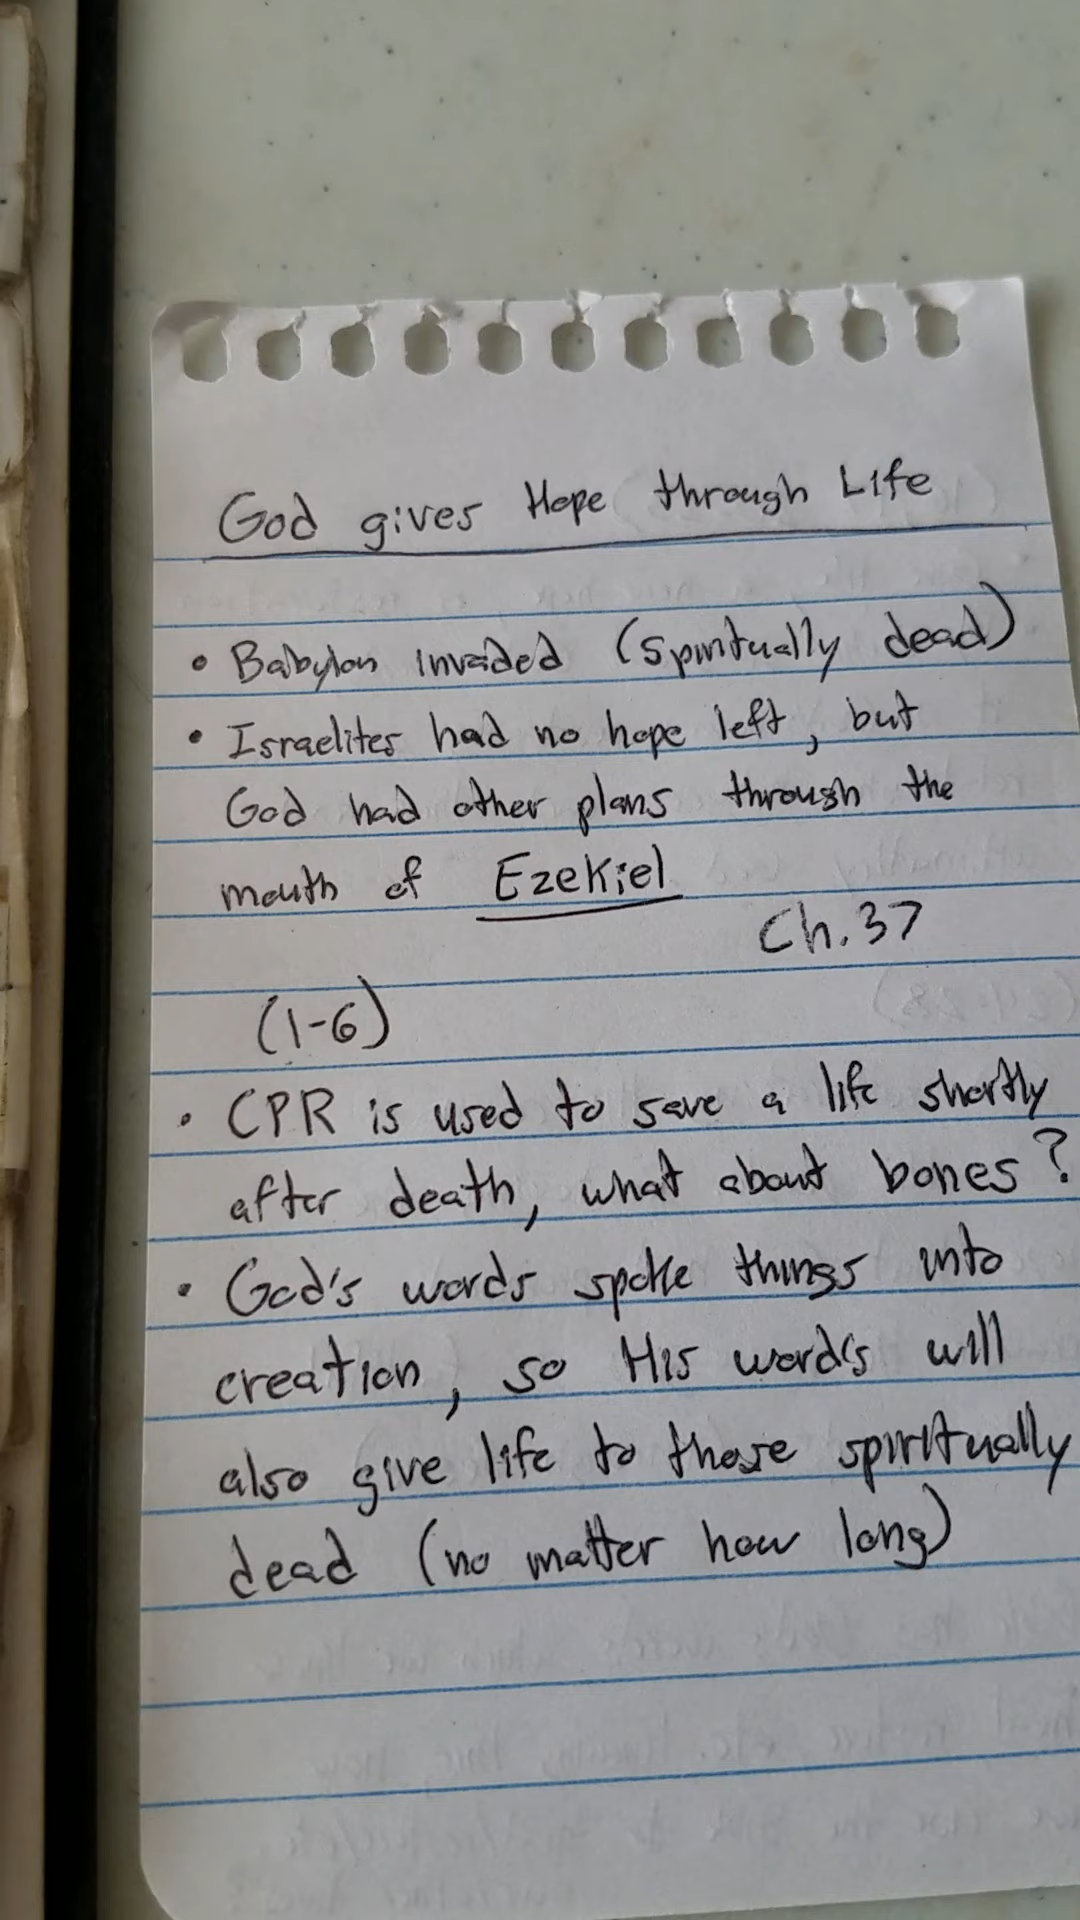 God gives Hope through Life
• Babylon invaded (spiritually dead)
• Israelites had no hope left, but
God had other plans through the
mouth of Ezekiel
Ch. 37
(1-6)
• CPR is used to save a life shortly
after death, what about bones?
• God's words spoke things into
creation, so His words will
also give life to those spiritually
dead (no matter how long)